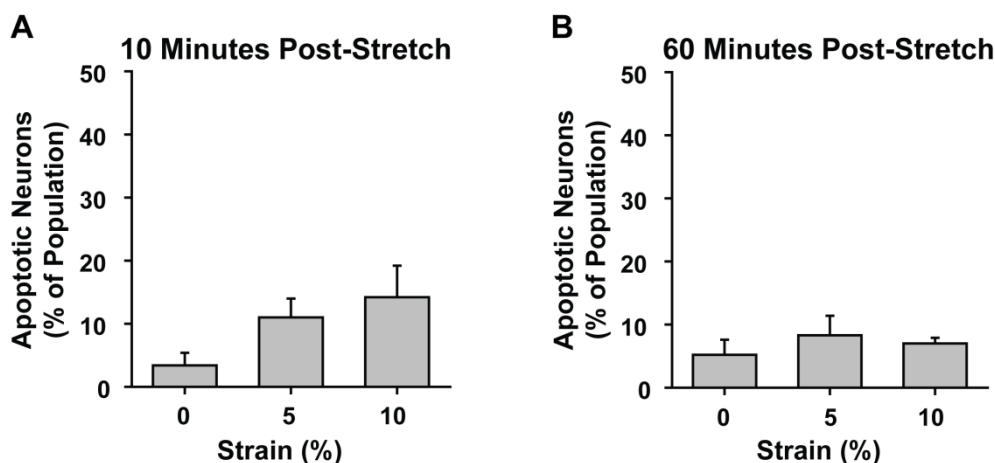 A
10 Minutes Post-Stretch
Apoptotic Neurons
(% of Population)
50
40
30
20
10
0
0 5 10
Strain (%)
B
60 Minutes Post-Stretch
Apoptotic Neurons
(% of Population)
50
40
30
20
10
0
0 5 10
Strain (%)